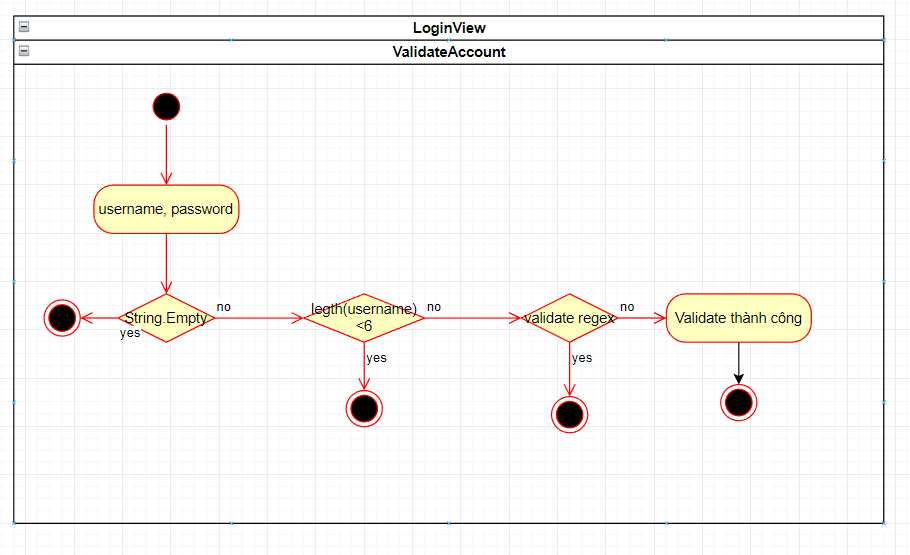 LoginView
ValidateAccount
username, password
String.Empty
yes
no
legth(username)
<6
no
yes
validate regex
no
yes
Validate thành công